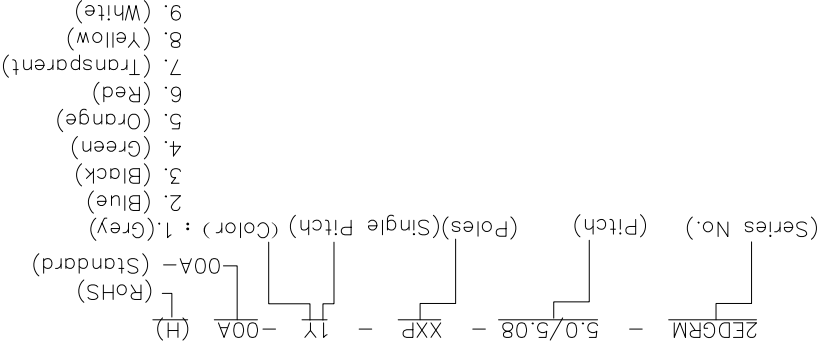 2EDGRM - 5.0/5.08 - XXP - 1Y -00A (H)
(RoHS)
00A- (Standard)
(Series No.) (Pitch) (Poles)(Single Pitch) (Color) : 1.(Grey)
2. (Blue)
3. (Black)
4. (Green)
5. (Orange)
6. (Red)
7. (Transparent)
8. (Yellow)
9. (White)